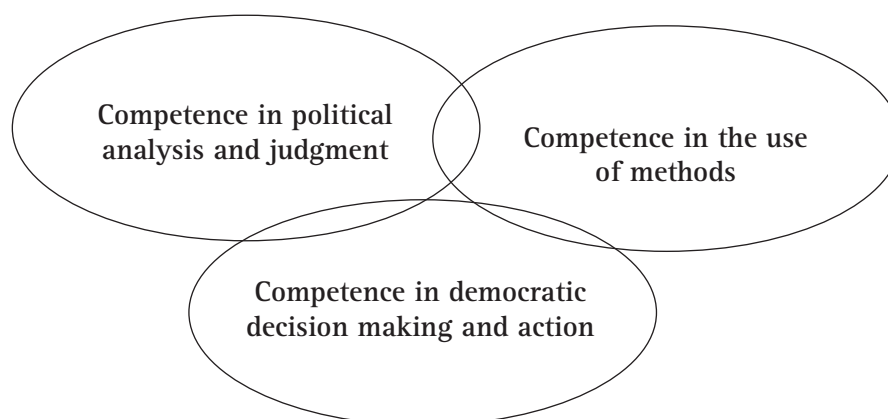 Competence in political
analysis and judgment
Competence in the use
of methods
Competence in democratic
decision making and action